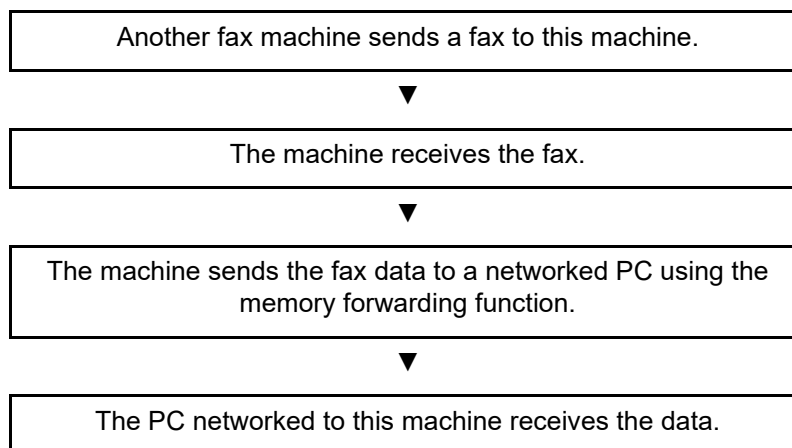 Another fax machine sends a fax to this machine.
▼
The machine receives the fax.
▼
The machine sends the fax data to a networked PC using the
memory forwarding function.
▼
The PC networked to this machine receives the data.